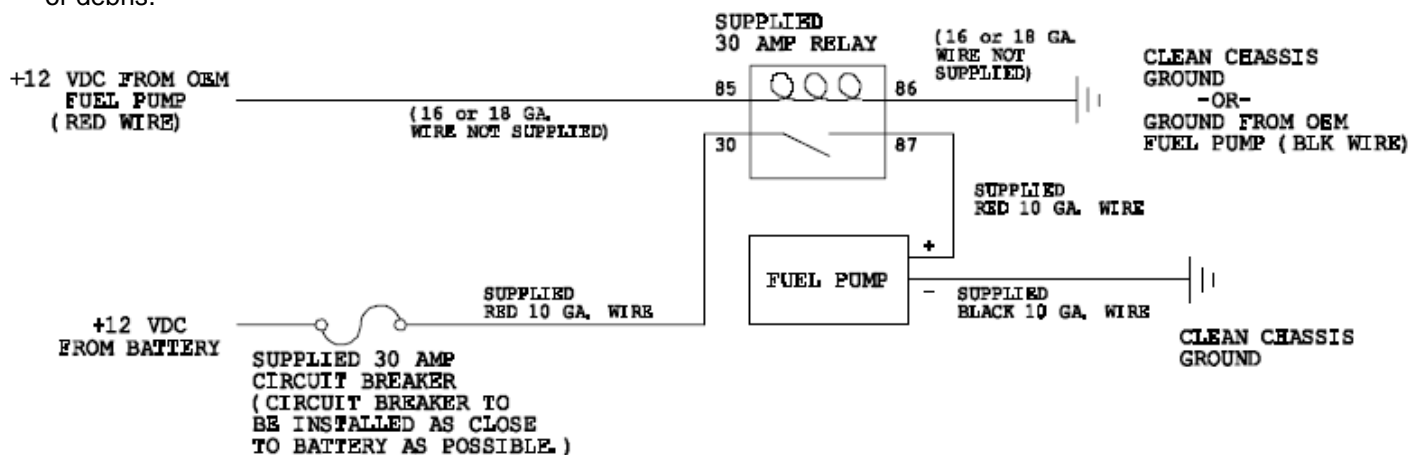 or debris.
SUPPLIED
30 AMP RELAY
(16 or 18 GA.
WIRE NOT
SUPPLIED)
CLEAN CHASSIS
GROUND
-OR-
GROUND FROM OEM
FUEL PUMP (BLK WIRE)
+12 VDC FROM OEM
FUEL PUMP
(RED WIRE)
85
86
(16 or 18 GA.
WIRE NOT SUPPLIED)
30
87
SUPPLIED
RED 10 GA. WIRE
+
FUEL PUMP
-
SUPPLIED
BLACK 10 GA. WIRE
SUPPLIED
RED 10 GA. WIRE
+12 VDC
FROM BATTERY
CLEAN CHASSIS
GROUND
SUPPLIED 30 AMP
CIRCUIT BREAKER
(CIRCUIT BREAKER TO
BE INSTALLED AS CLOSE
TO BATTERY AS POSSIBLE.)